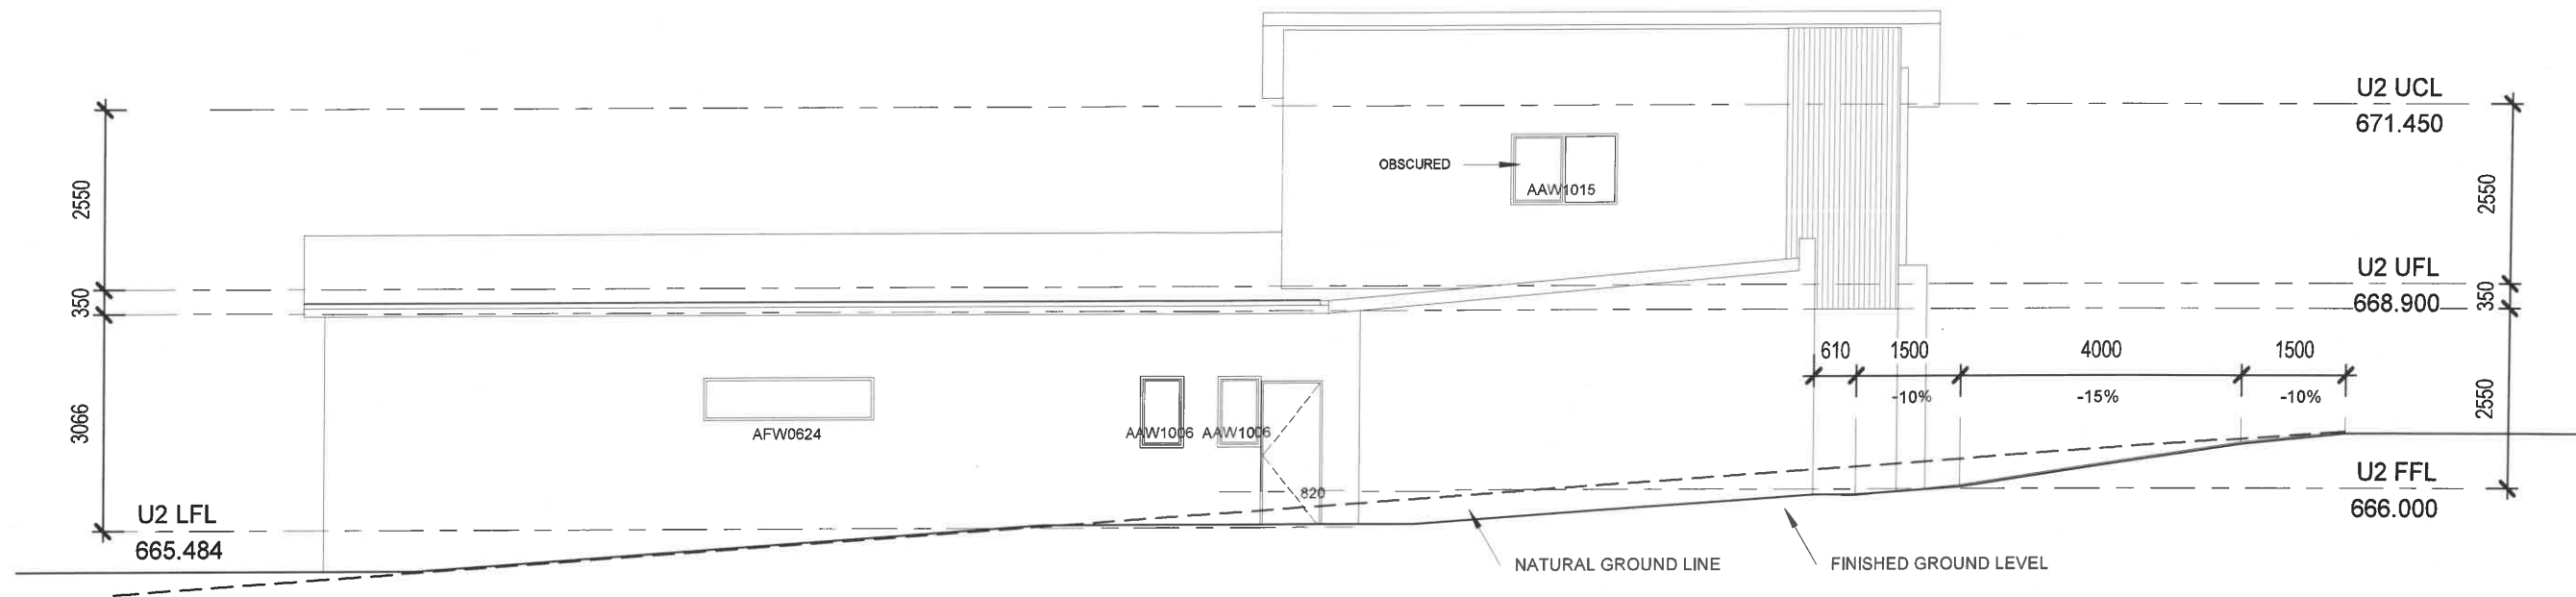 U2 UCL
671.450
OBSCURED
AAW1015
2550
2550
U2 UFL
668.900
350
350
610 1500 4000 1500
-10% -15% -10%
3066
2550
AFW0624
AAW1006 AAW1006
820
U2 FFL
666.000
U2 LFL
665.484
NATURAL GROUND LINE
FINISHED GROUND LEVEL